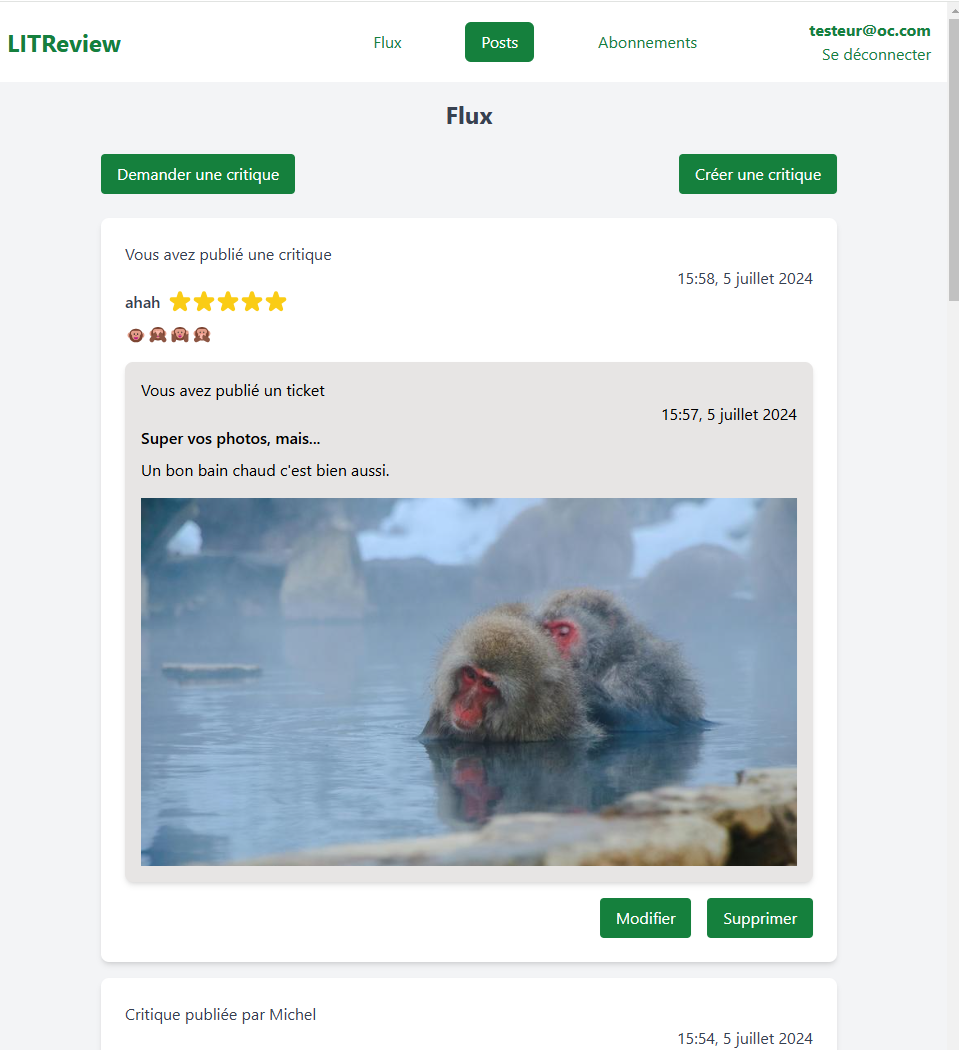 LITReview
Flux
Posts
Abonnements
testeur@oc.com
Se déconnecter
Flux
Demander une critique
Créer une critique
Vous avez publié une critique
15:58, 5 juillet 2024
ahah
🐵🙈🙉🙊
Vous avez publié un ticket
15:57, 5 juillet 2024
Super vos photos, mais...
Un bon bain chaud c'est bien aussi.
Modifier
Supprimer
Critique publiée par Michel
15:54, 5 juillet 2024